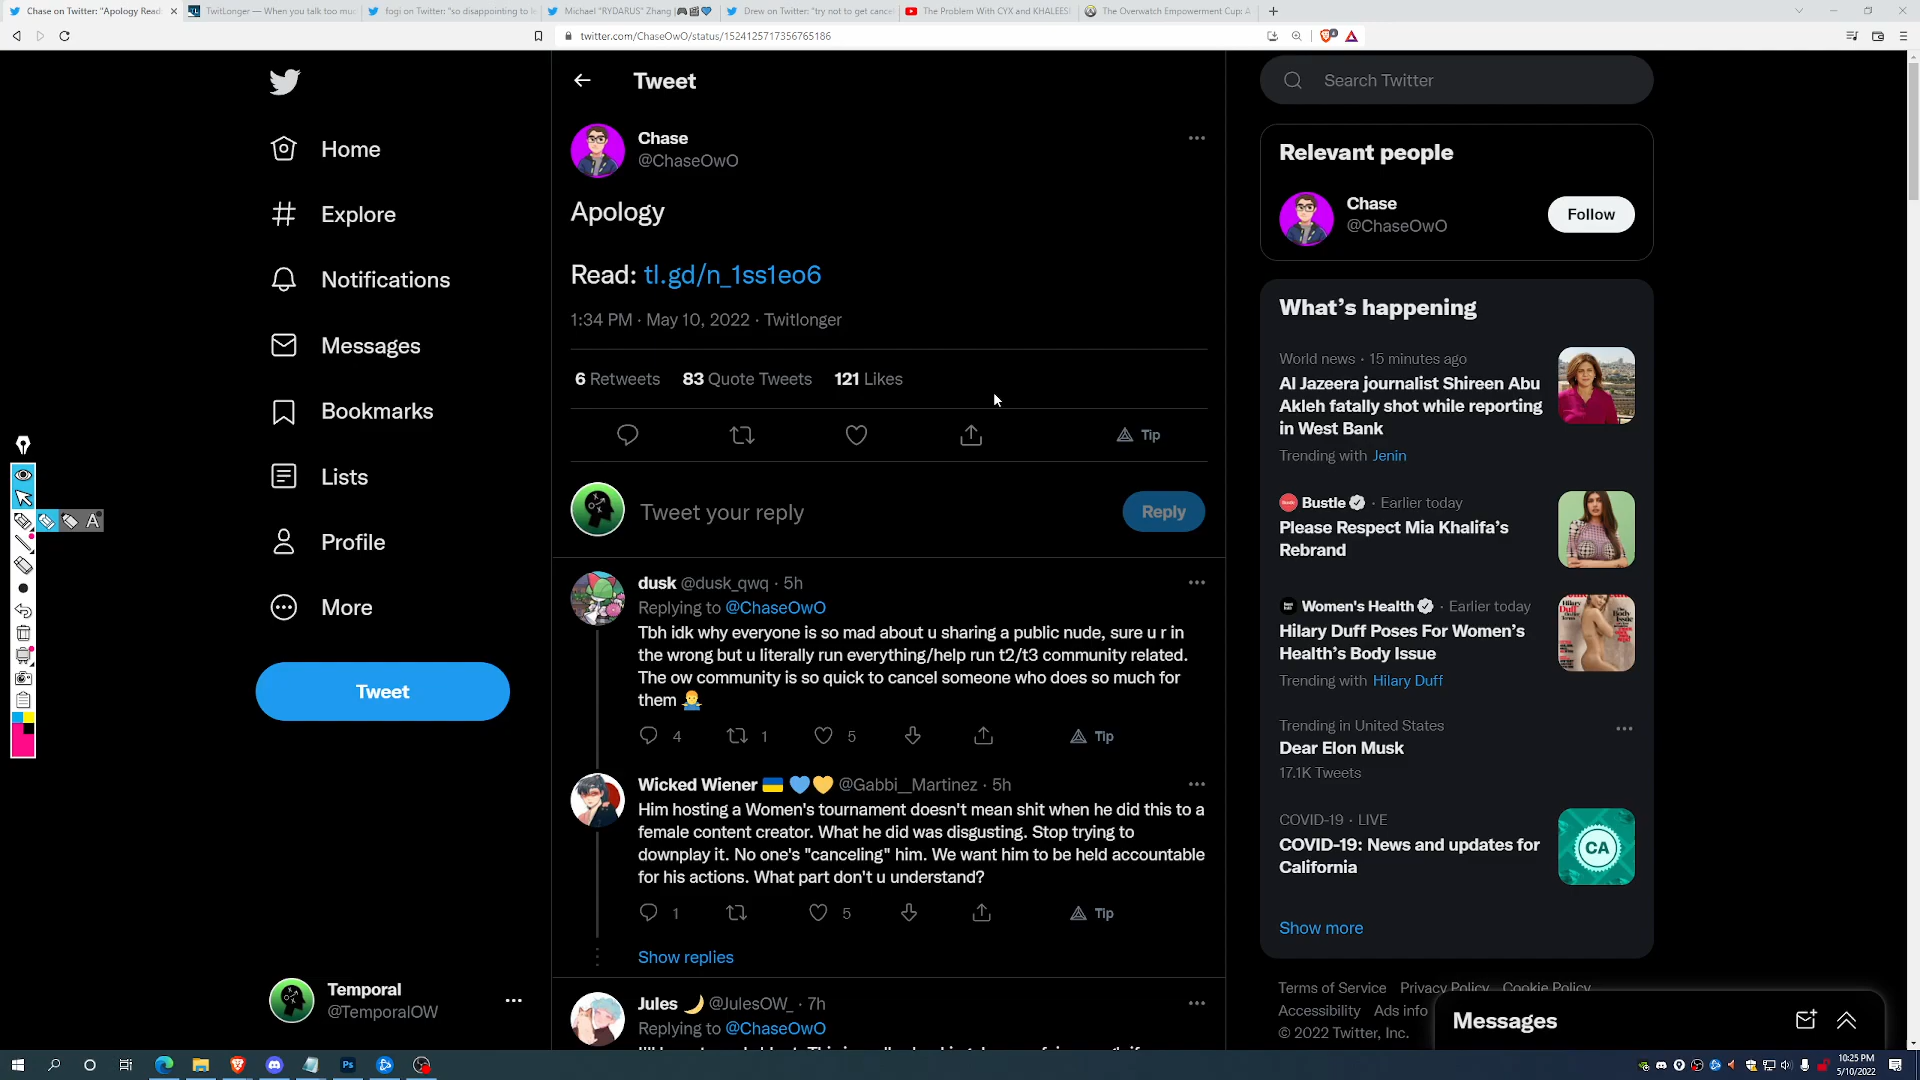 Chase on Twitter: "Apology Read:
TwitLonger — When you talk too muc
fogi on Twitter: "so disappointing to le
Michael "RYDARUS" Zhang |🎮🎬💙
Drew on Twitter: "try not to get cance
The Problem With CYX and KHALEES
The Overwatch Empowerment Cup: A
twitter.com/ChaseOwO/status/1524125717356765186
Home
Explore
Notifications
Messages
Bookmarks
Lists
Profile
More
Tweet
Temporal
@TemporalOW
Tweet
Chase
@ChaseOwO
Apology
Read: tl.gd/n_1ss1eo6
1:34 PM · May 10, 2022 · Twitlonger
6 Retweets 83 Quote Tweets 121 Likes
Tip
Tweet your reply
Reply
dusk @dusk_qwq · 5h
Replying to @ChaseOwO
Tbh idk why everyone is so mad about u sharing a public nude, sure u r in
the wrong but u literally run everything/help run t2/t3 community related.
The ow community is so quick to cancel someone who does so much for
them 🤷‍♂️
4 1 5 Tip
Wicked Wiener 🇺🇦 💙💛 @Gabbi__Martinez · 5h
Him hosting a Women's tournament doesn't mean shit when he did this to a
female content creator. What he did was disgusting. Stop trying to
downplay it. No one's "canceling" him. We want him to be held accountable
for his actions. What part don't u understand?
1 5 Tip
Show replies
Jules 🌙 @JulesOW_ · 7h
Replying to @ChaseOwO
Search Twitter
Relevant people
Chase
@ChaseOwO
Follow
What's happening
World news · 15 minutes ago
Al Jazeera journalist Shireen Abu
Akleh fatally shot while reporting
in West Bank
Trending with Jenin
Bustle · Earlier today
Please Respect Mia Khalifa's
Rebrand
Women's Health · Earlier today
Hilary Duff Poses For Women's
Health's Body Issue
Trending with Hilary Duff
Trending in United States
Dear Elon Musk
17.1K Tweets
COVID-19 · LIVE
COVID-19: News and updates for
California
CA
Show more
Terms of Service Privacy Policy Cookie Policy
Accessibility Ads info
© 2022 Twitter, Inc.
Messages
A
Ps
10:25 PM
5/10/2022